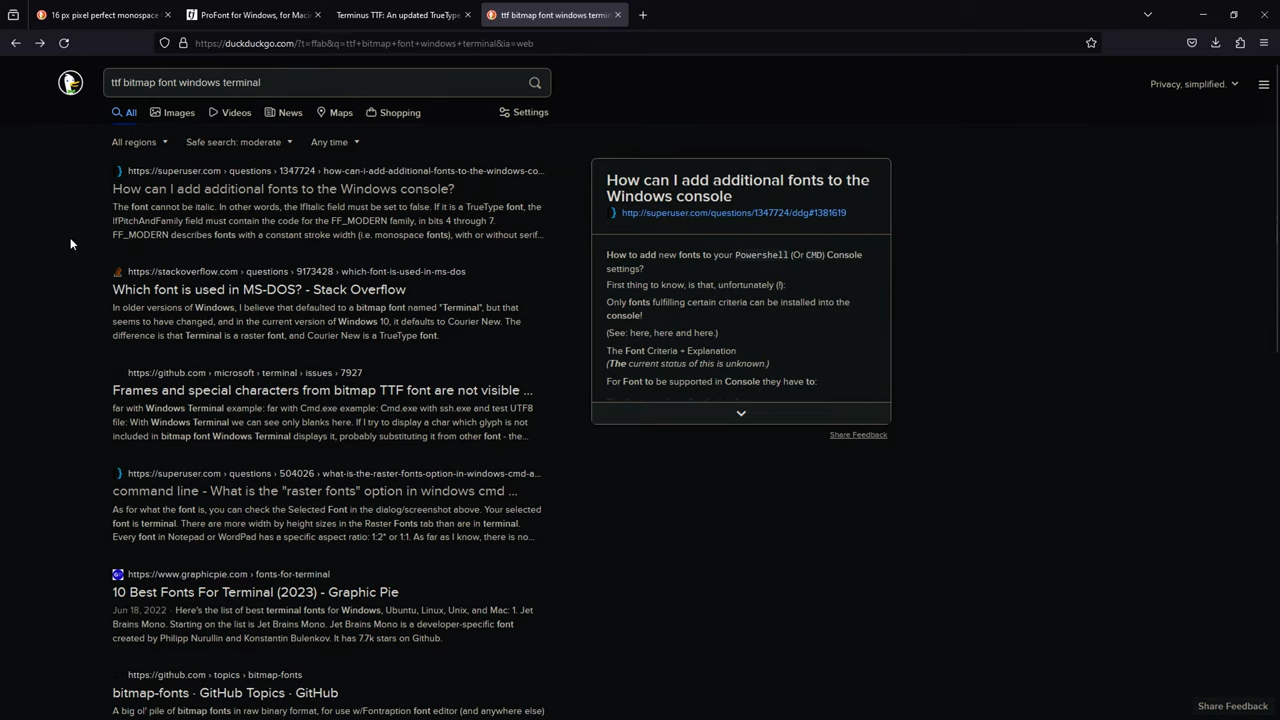 16 px pixel perfect monospace
ProFont for Windows, for Macin
Terminus TTF: An updated TrueType
ttf bitmap font windows termin
https://duckduckgo.com/?t=ffab&q=ttf+bitmap+font+windows+terminal&ia=web
ttf bitmap font windows terminal
Privacy, simplified.
All
Images
Videos
News
Maps
Shopping
Settings
All regions
Safe search: moderate
Any time
https://superuser.com › questions › 1347724 › how-can-i-add-additional-fonts-to-the-windows-co...
How can I add additional fonts to the Windows console?
The font cannot be italic. In other words, the lfItalic field must be set to false. If it is a TrueType font, the
lfPitchAndFamily field must contain the code for the FF_MODERN family, in bits 4 through 7.
FF_MODERN describes fonts with a constant stroke width (i.e. monospace fonts), with or without serif...
https://stackoverflow.com › questions › 9173428 › which-font-is-used-in-ms-dos
Which font is used in MS-DOS? - Stack Overflow
In older versions of Windows, I believe that defaulted to a bitmap font named "Terminal", but that
seems to have changed, and in the current version of Windows 10, it defaults to Courier New. The
difference is that Terminal is a raster font, and Courier New is a TrueType font.
https://github.com › microsoft › terminal › issues › 7927
Frames and special characters from bitmap TTF font are not visible ...
far with Windows Terminal example: far with Cmd.exe example: Cmd.exe with ssh.exe and test UTF8
file: With Windows Terminal we can see only blanks here. If I try to display a char which glyph is not
included in bitmap font Windows Terminal displays it, probably substituting it from other font - the...
https://superuser.com › questions › 504026 › what-is-the-raster-fonts-option-in-windows-cmd-a...
command line - What is the "raster fonts" option in windows cmd ...
As for what the font is, you can check the Selected Font in the dialog/screenshot above. Your selected
font is terminal. There are more width by height sizes in the Raster Fonts tab than are in terminal.
Every font in Notepad or WordPad has a specific aspect ratio: 1:2* or 1:1. As far as I know, there is no...
https://www.graphicpie.com › fonts-for-terminal
10 Best Fonts For Terminal (2023) - Graphic Pie
Jun 18, 2022 · Here's the list of best terminal fonts for Windows, Ubuntu, Linux, Unix, and Mac: 1. Jet
Brains Mono. Starting on the list is Jet Brains Mono. Jet Brains Mono is a developer-specific font
created by Philipp Nurullin and Konstantin Bulenkov. It has 7.7k stars on Github.
https://github.com › topics › bitmap-fonts
bitmap-fonts · GitHub Topics · GitHub
A big ol' pile of bitmap fonts in raw binary format, for use w/Fontraption font editor (and anywhere else)
How can I add additional fonts to the
Windows console
http://superuser.com/questions/1347724/ddg#1381619
How to add new fonts to your Powershell (Or CMD) Console
settings?
First thing to know, is that, unfortunately (!):
Only fonts fulfilling certain criteria can be installed into the
console!
(See: here, here and here.)
The Font Criteria + Explanation
(The current status of this is unknown.)
For Font to be supported in Console they have to:
Share Feedback
Share Feedback